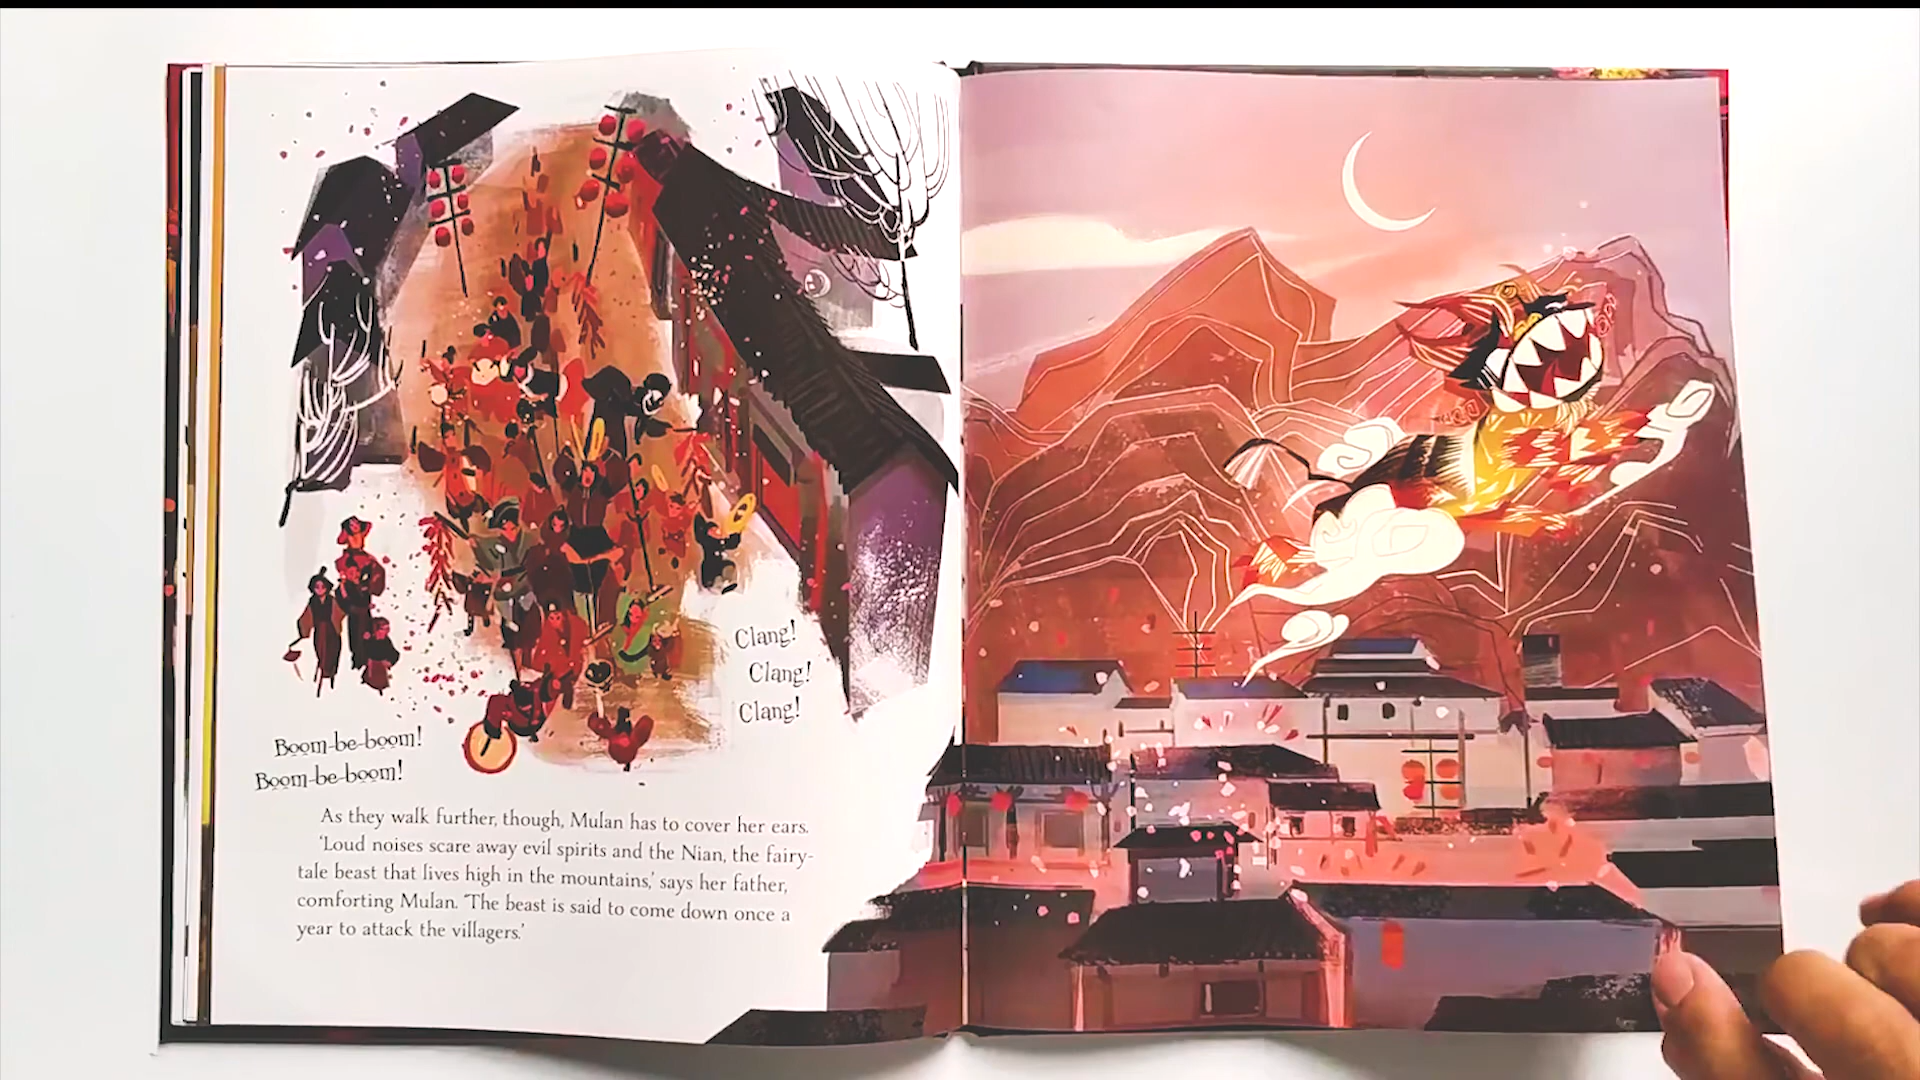 Clang!
Clang!
Clang!
Boom-be-boom!
Boom-be-boom!
As they walk further, though, Mulan has to cover her ears.
‘Loud noises scare away evil spirits and the Nian, the fairy-
tale beast that lives high in the mountains,’ says her father,
comforting Mulan. ‘The beast is said to come down once a
year to attack the villagers.’